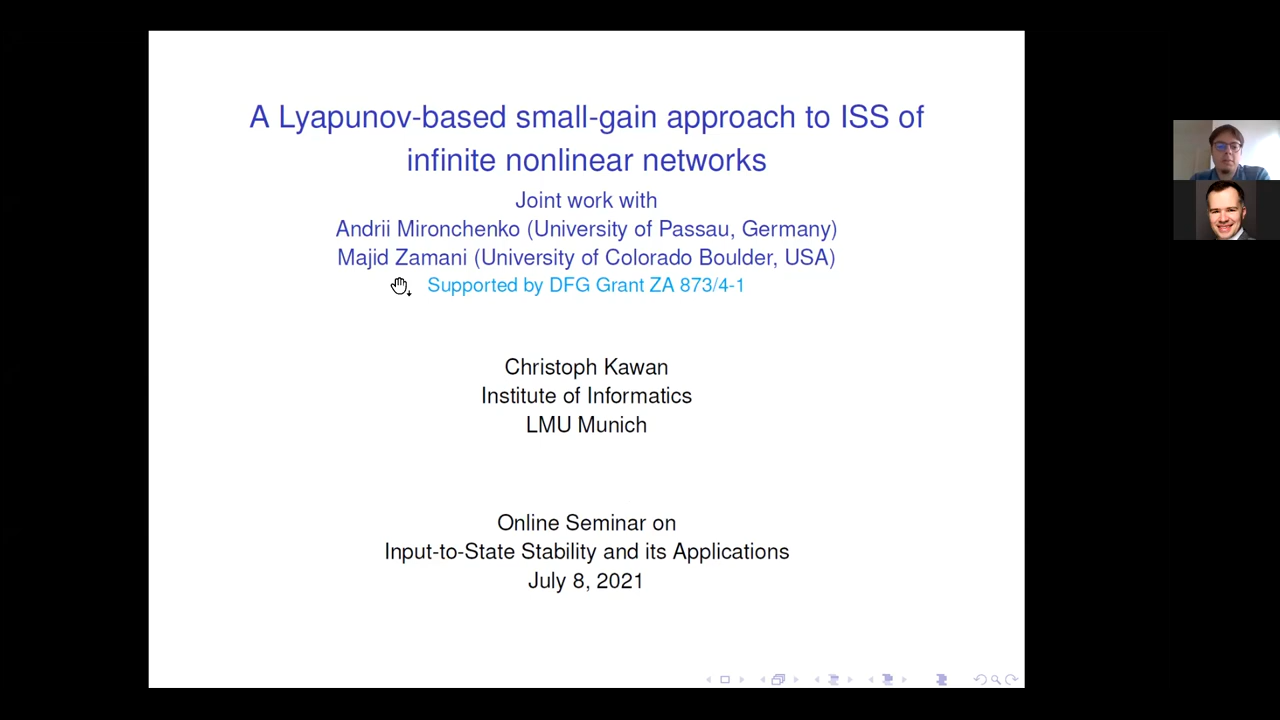 A Lyapunov-based small-gain approach to ISS of
infinite nonlinear networks
Joint work with
Andrii Mironchenko (University of Passau, Germany)
Majid Zamani (University of Colorado Boulder, USA)
Supported by DFG Grant ZA 873/4-1
Christoph Kawan
Institute of Informatics
LMU Munich
Online Seminar on
Input-to-State Stability and its Applications
July 8, 2021